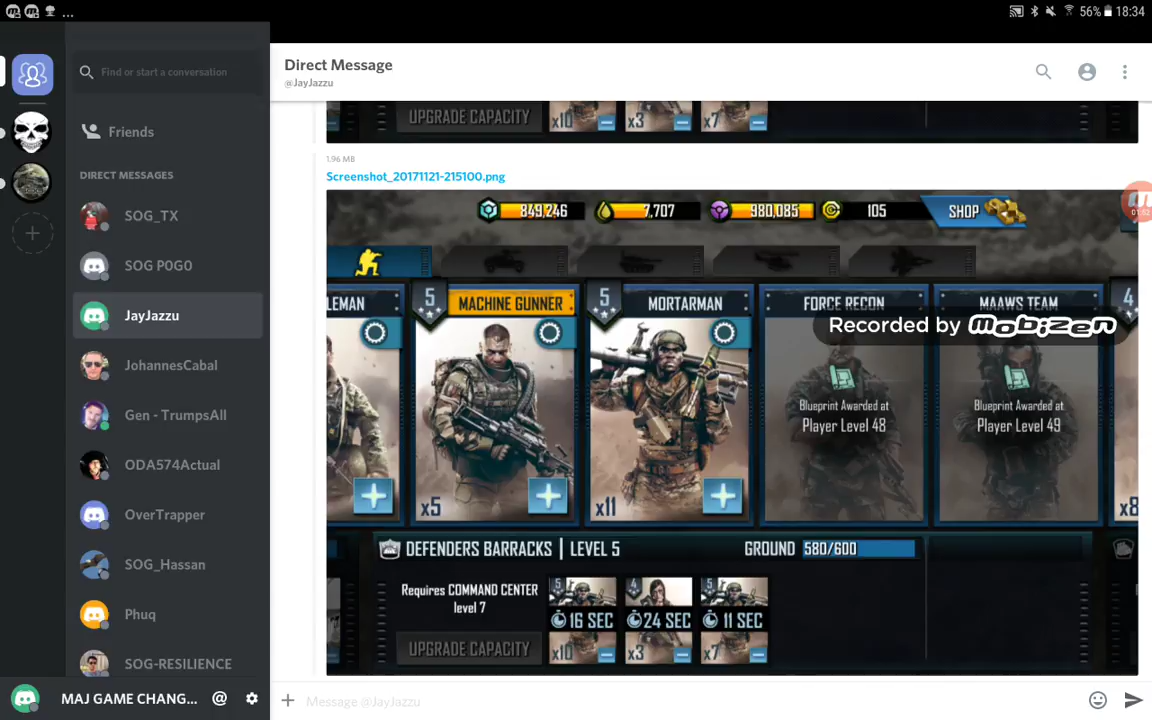 ... 56% 18:34
Find or start a conversation
Friends
DIRECT MESSAGES
SOG_TX
SOG P0G0
JayJazzu
JohannesCabal
Gen - TrumpsAll
ODA574Actual
OverTrapper
SOG_Hassan
Phuq
SOG-RESILIENCE
MAJ GAME CHANG... @
Direct Message
@JayJazzu
UPGRADE CAPACITY x10 x3 x7
1.96 MB
Screenshot_20171121-215100.png
849,246 7,707 980,085 105 SHOP
LEMAN 5 MACHINE GUNNER 5 MORTARMAN FORCE RECON MAAWS TEAM 4
Recorded by mobizen
Blueprint Awarded at Player Level 48
Blueprint Awarded at Player Level 49
x5 x11 x8
DEFENDERS BARRACKS | LEVEL 5 GROUND 580/600
Requires COMMAND CENTER level 7
5 4 5
16 SEC 24 SEC 11 SEC
UPGRADE CAPACITY x10 x3 x7
Message @JayJazzu